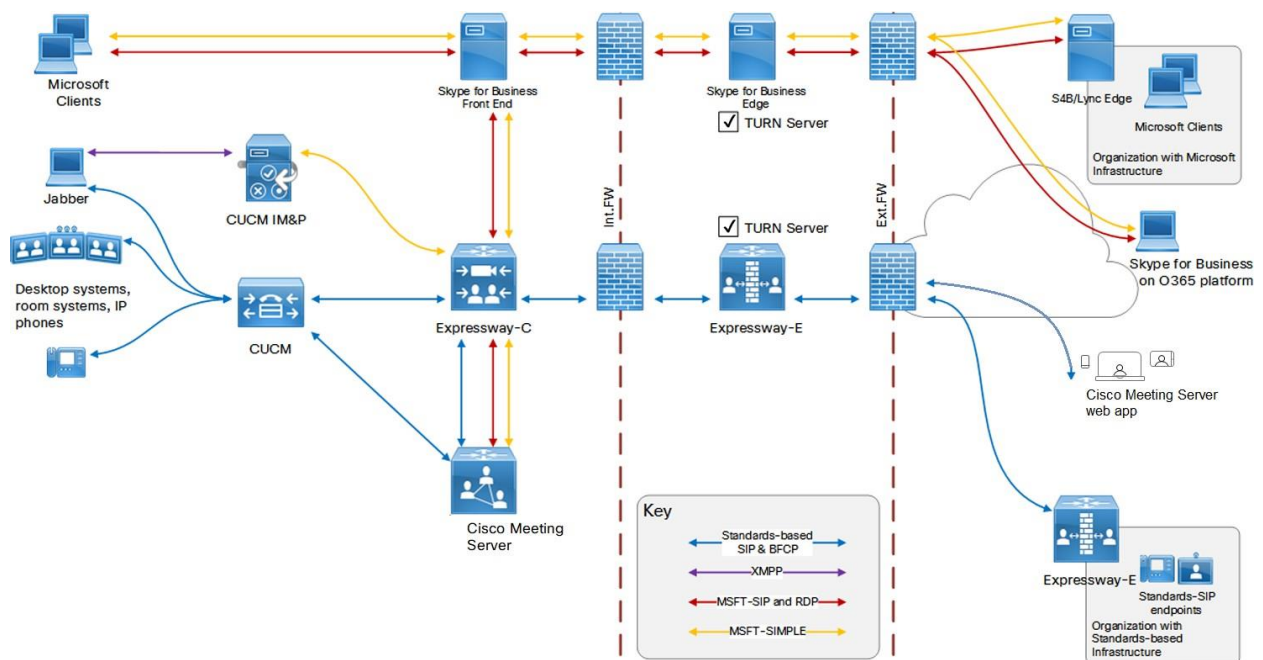 Microsoft
Clients
Skype for Business
Front End
Skype for Business
Edge
TURN Server
S4B/Lync Edge
Microsoft Clients
Organization with Microsoft
Infrastructure
Jabber
CUCM IM&P
Int.FW
TURN Server
Ext.FW
Skype for Business
on O365 platform
Desktop systems,
room systems, IP
phones
CUCM
Expressway-C
Expressway-E
Cisco Meeting Server
web app
Cisco Meeting
Server
Key
Standards-based
SIP & BFCP
XMPP
MSFT-SIP and RDP
MSFT-SIMPLE
Expressway-E
Standards-SIP
endpoints
Organization with
Standards-based
Infrastructure